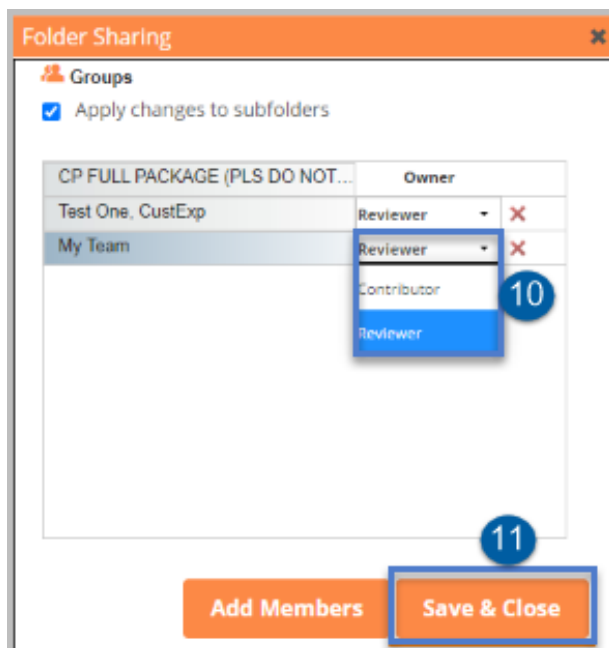 Folder Sharing
Groups
Apply changes to subfolders
CP FULL PACKAGE (PLS DO NOT... Owner
Test One, CustExp Reviewer
My Team Reviewer
Contributor
10
Reviewer
11
Add Members Save & Close